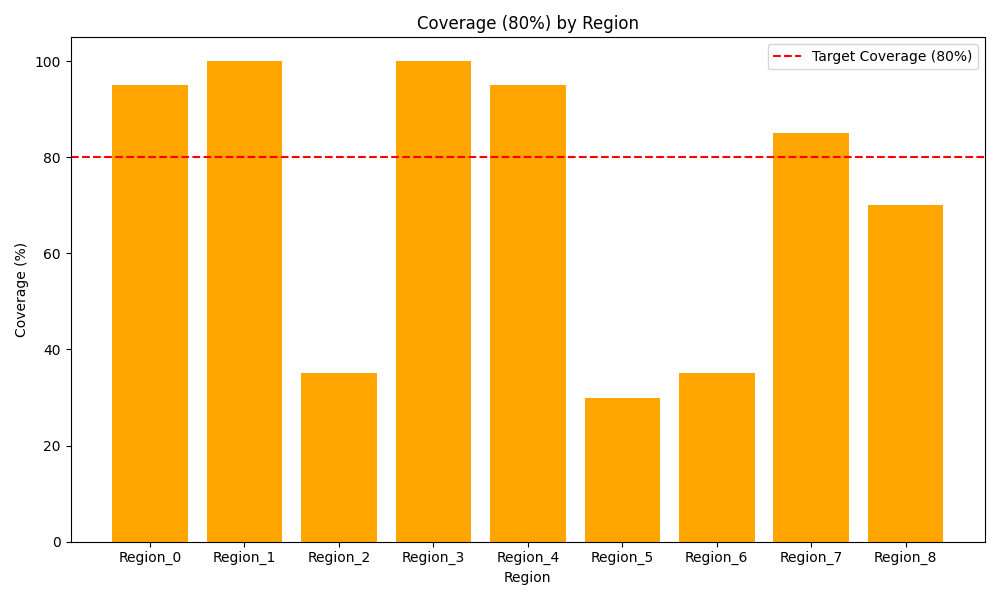 Coverage (80%) by Region
Target Coverage (80%)
Coverage (%)
100
80
60
40
20
0
Region_0 Region_1 Region_2 Region_3 Region_4 Region_5 Region_6 Region_7 Region_8
Region